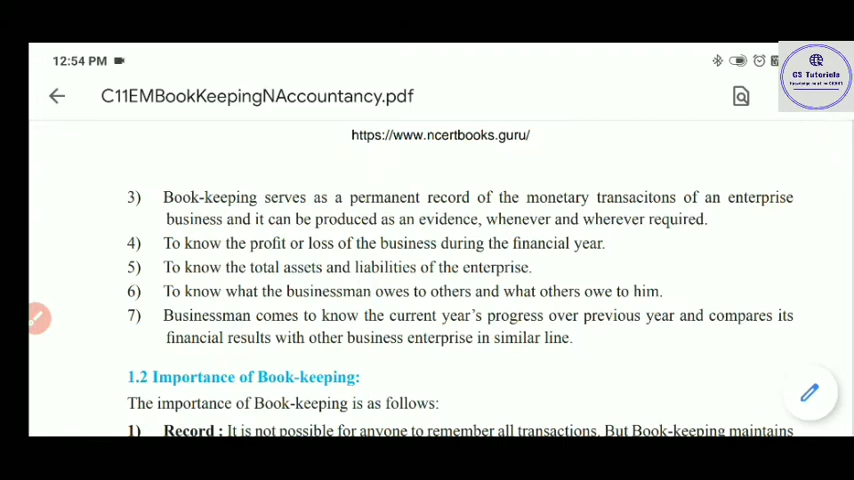 12:54 PM
GS Tutorials
C11EMBookKeepingNAccountancy.pdf
https://www.ncertbooks.guru/
3) Book-keeping serves as a permanent record of the monetary transacitons of an enterprise
business and it can be produced as an evidence, whenever and wherever required.
4) To know the profit or loss of the business during the financial year.
5) To know the total assets and liabilities of the enterprise.
6) To know what the businessman owes to others and what others owe to him.
7) Businessman comes to know the current year's progress over previous year and compares its
financial results with other business enterprise in similar line.
1.2 Importance of Book-keeping:
The importance of Book-keeping is as follows:
1) Record : It is not possible for anyone to remember all transactions. But Book-keeping maintains